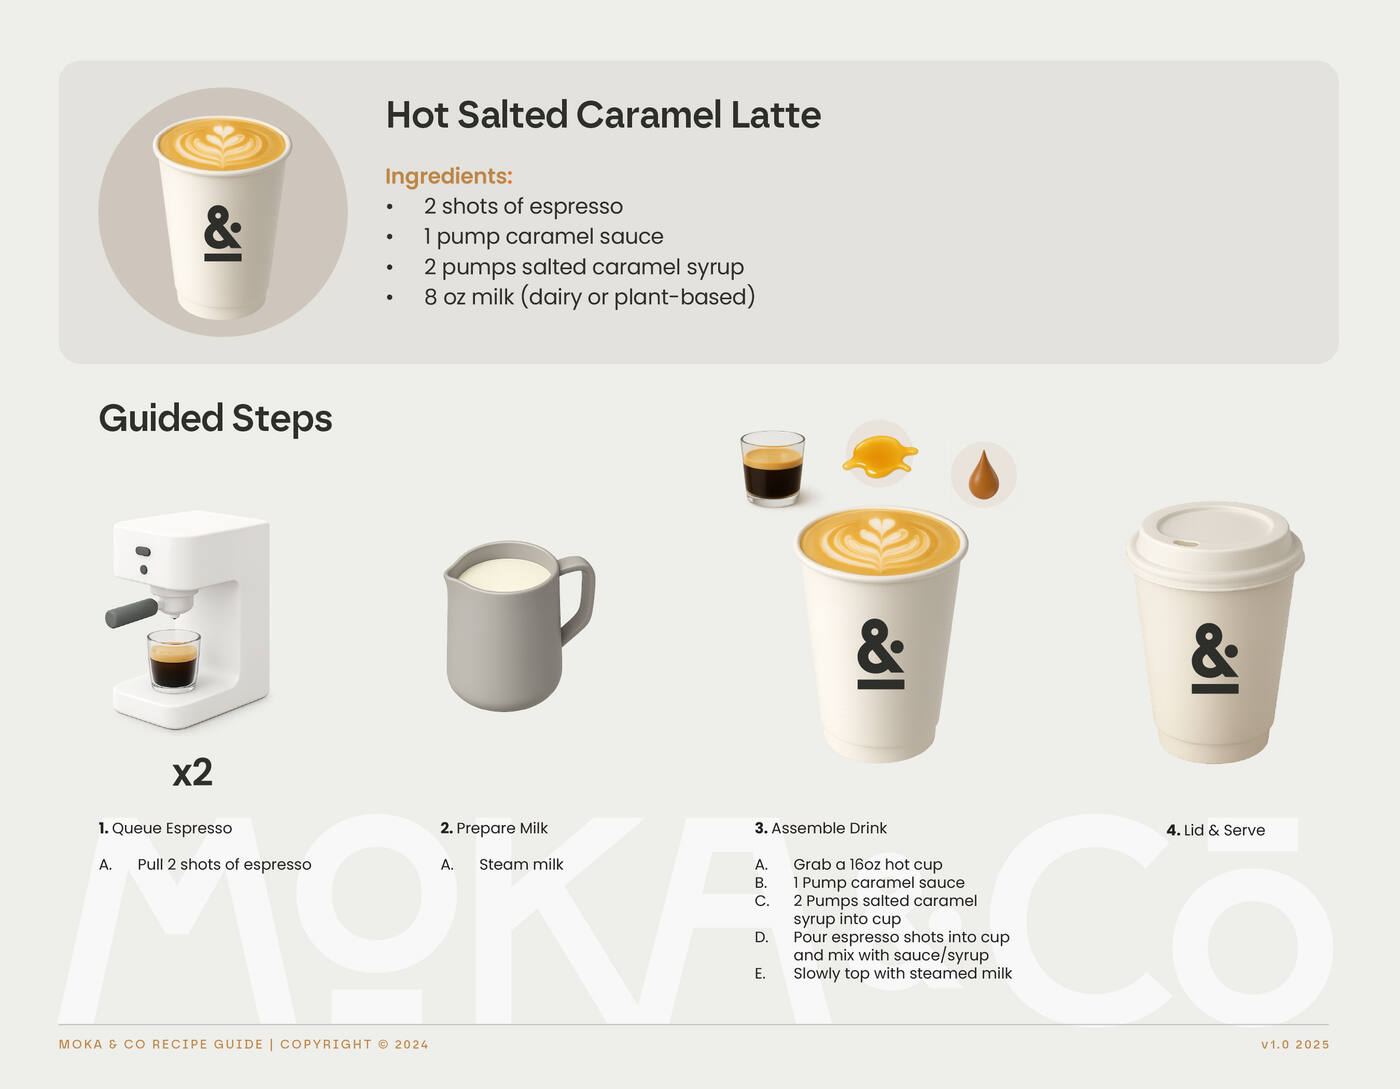 Hot Salted Caramel Latte
Ingredients:
• 2 shots of espresso
• 1 pump caramel sauce
• 2 pumps salted caramel syrup
• 8 oz milk (dairy or plant-based)
&
Guided Steps
&
&
x2
1. Queue Espresso
A. Pull 2 shots of espresso
2. Prepare Milk
A. Steam milk
3. Assemble Drink
A. Grab a 16oz hot cup
B. 1 Pump caramel sauce
C. 2 Pumps salted caramel
syrup into cup
D. Pour espresso shots into cup
and mix with sauce/syrup
E. Slowly top with steamed milk
4. Lid & Serve
MOKA & Cō
MOKA & CO RECIPE GUIDE | COPYRIGHT © 2024
v1.0 2025